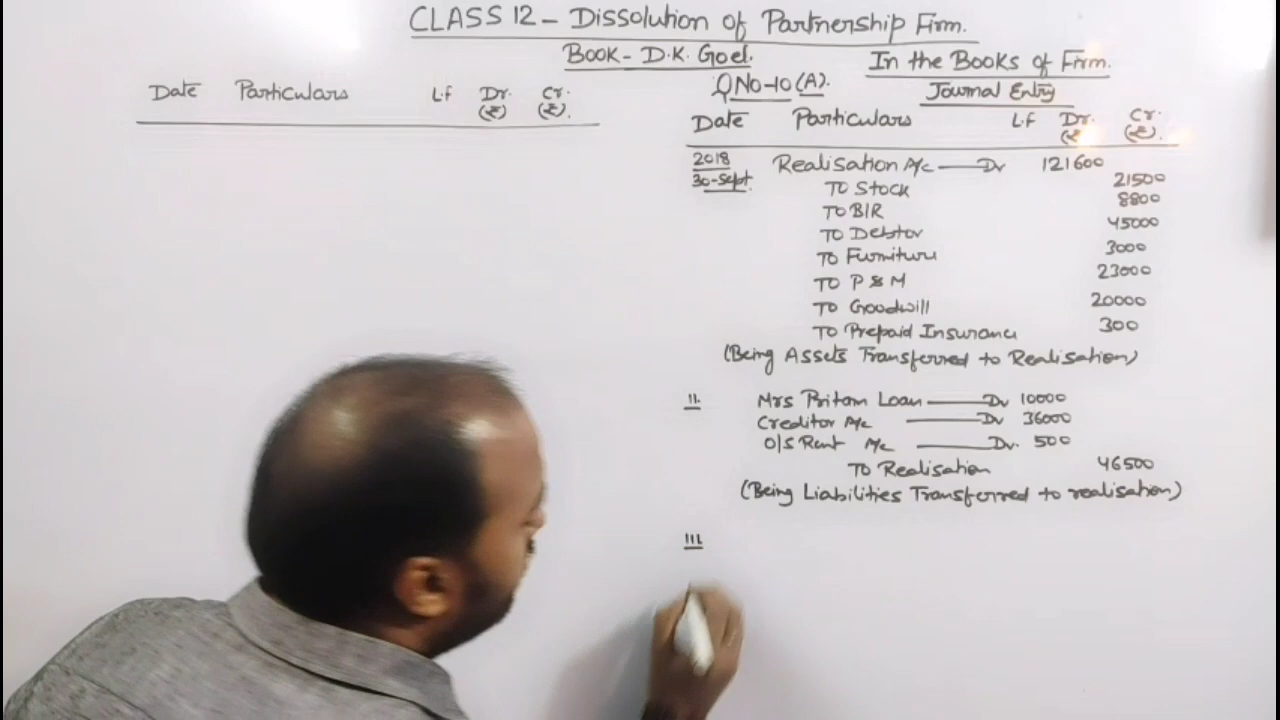 CLASS 12 – Dissolution of Partnership Firm.
BOOK – D.K. Goel.
In the Books of Firm.
QNo-10(A).
Journal Entry
Date Particulars L.f Dr. (₹) Cr. (₹).
Date Particulars L.f Dr. (₹ Cr. (₹).
2018
30-Sept. Realisation A/c — Dr 121600
To Stock 21500
To B/R 8800
To Debtor 45000
To Furniture 3000
To P & M 23000
To Goodwill 20000
To Prepaid Insurance 300
(Being Assets Transferred to Realisation)
II. Mrs Pritam Loan — Dr 10000
Creditor A/c — Dr 36000
O/S Rent A/c — Dr. 500
To Realisation 46500
(Being Liabilities Transferred to realisation)
III